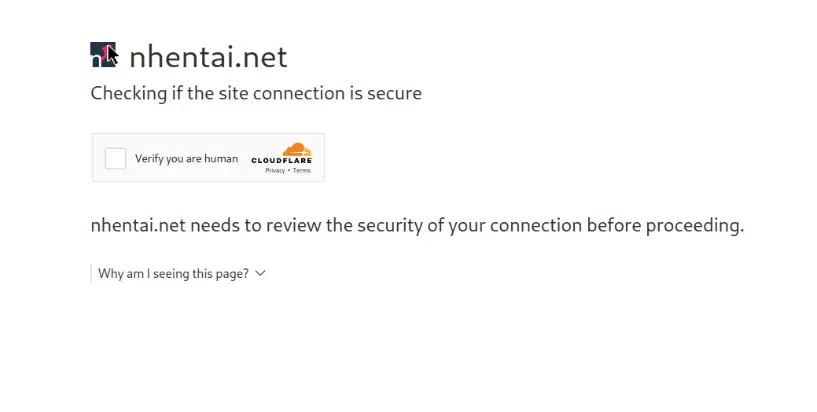 nhentai.net
Checking if the site connection is secure
Verify you are human
CLOUDFLARE
Privacy • Terms
nhentai.net needs to review the security of your connection before proceeding.
Why am I seeing this page?